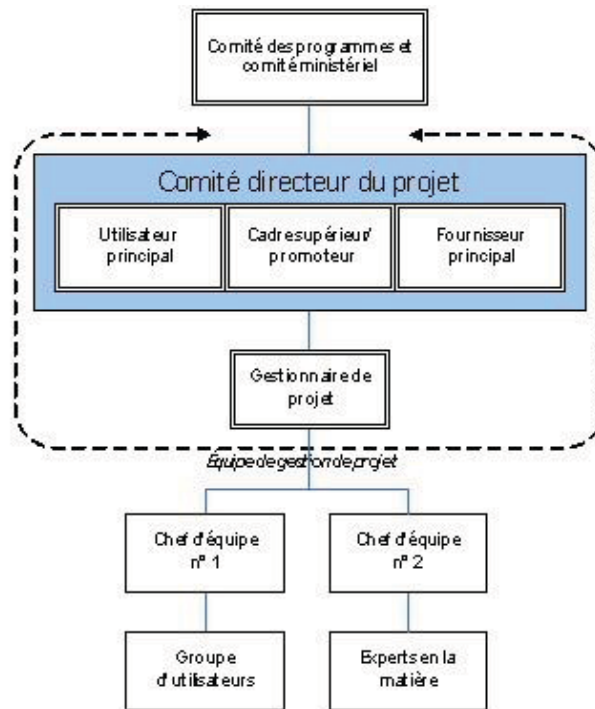 Comité des programmes et
comité ministériel
Comité directeur du projet
Utilisateur
principal
Cadre supérieur/
promoteur
Fournisseur
principal
Gestionnaire de
projet
Équipe de gestion de projet
Chef d'équipe
n° 1
Chef d'équipe
n° 2
Groupe
d'utilisateurs
Experts en la
matière